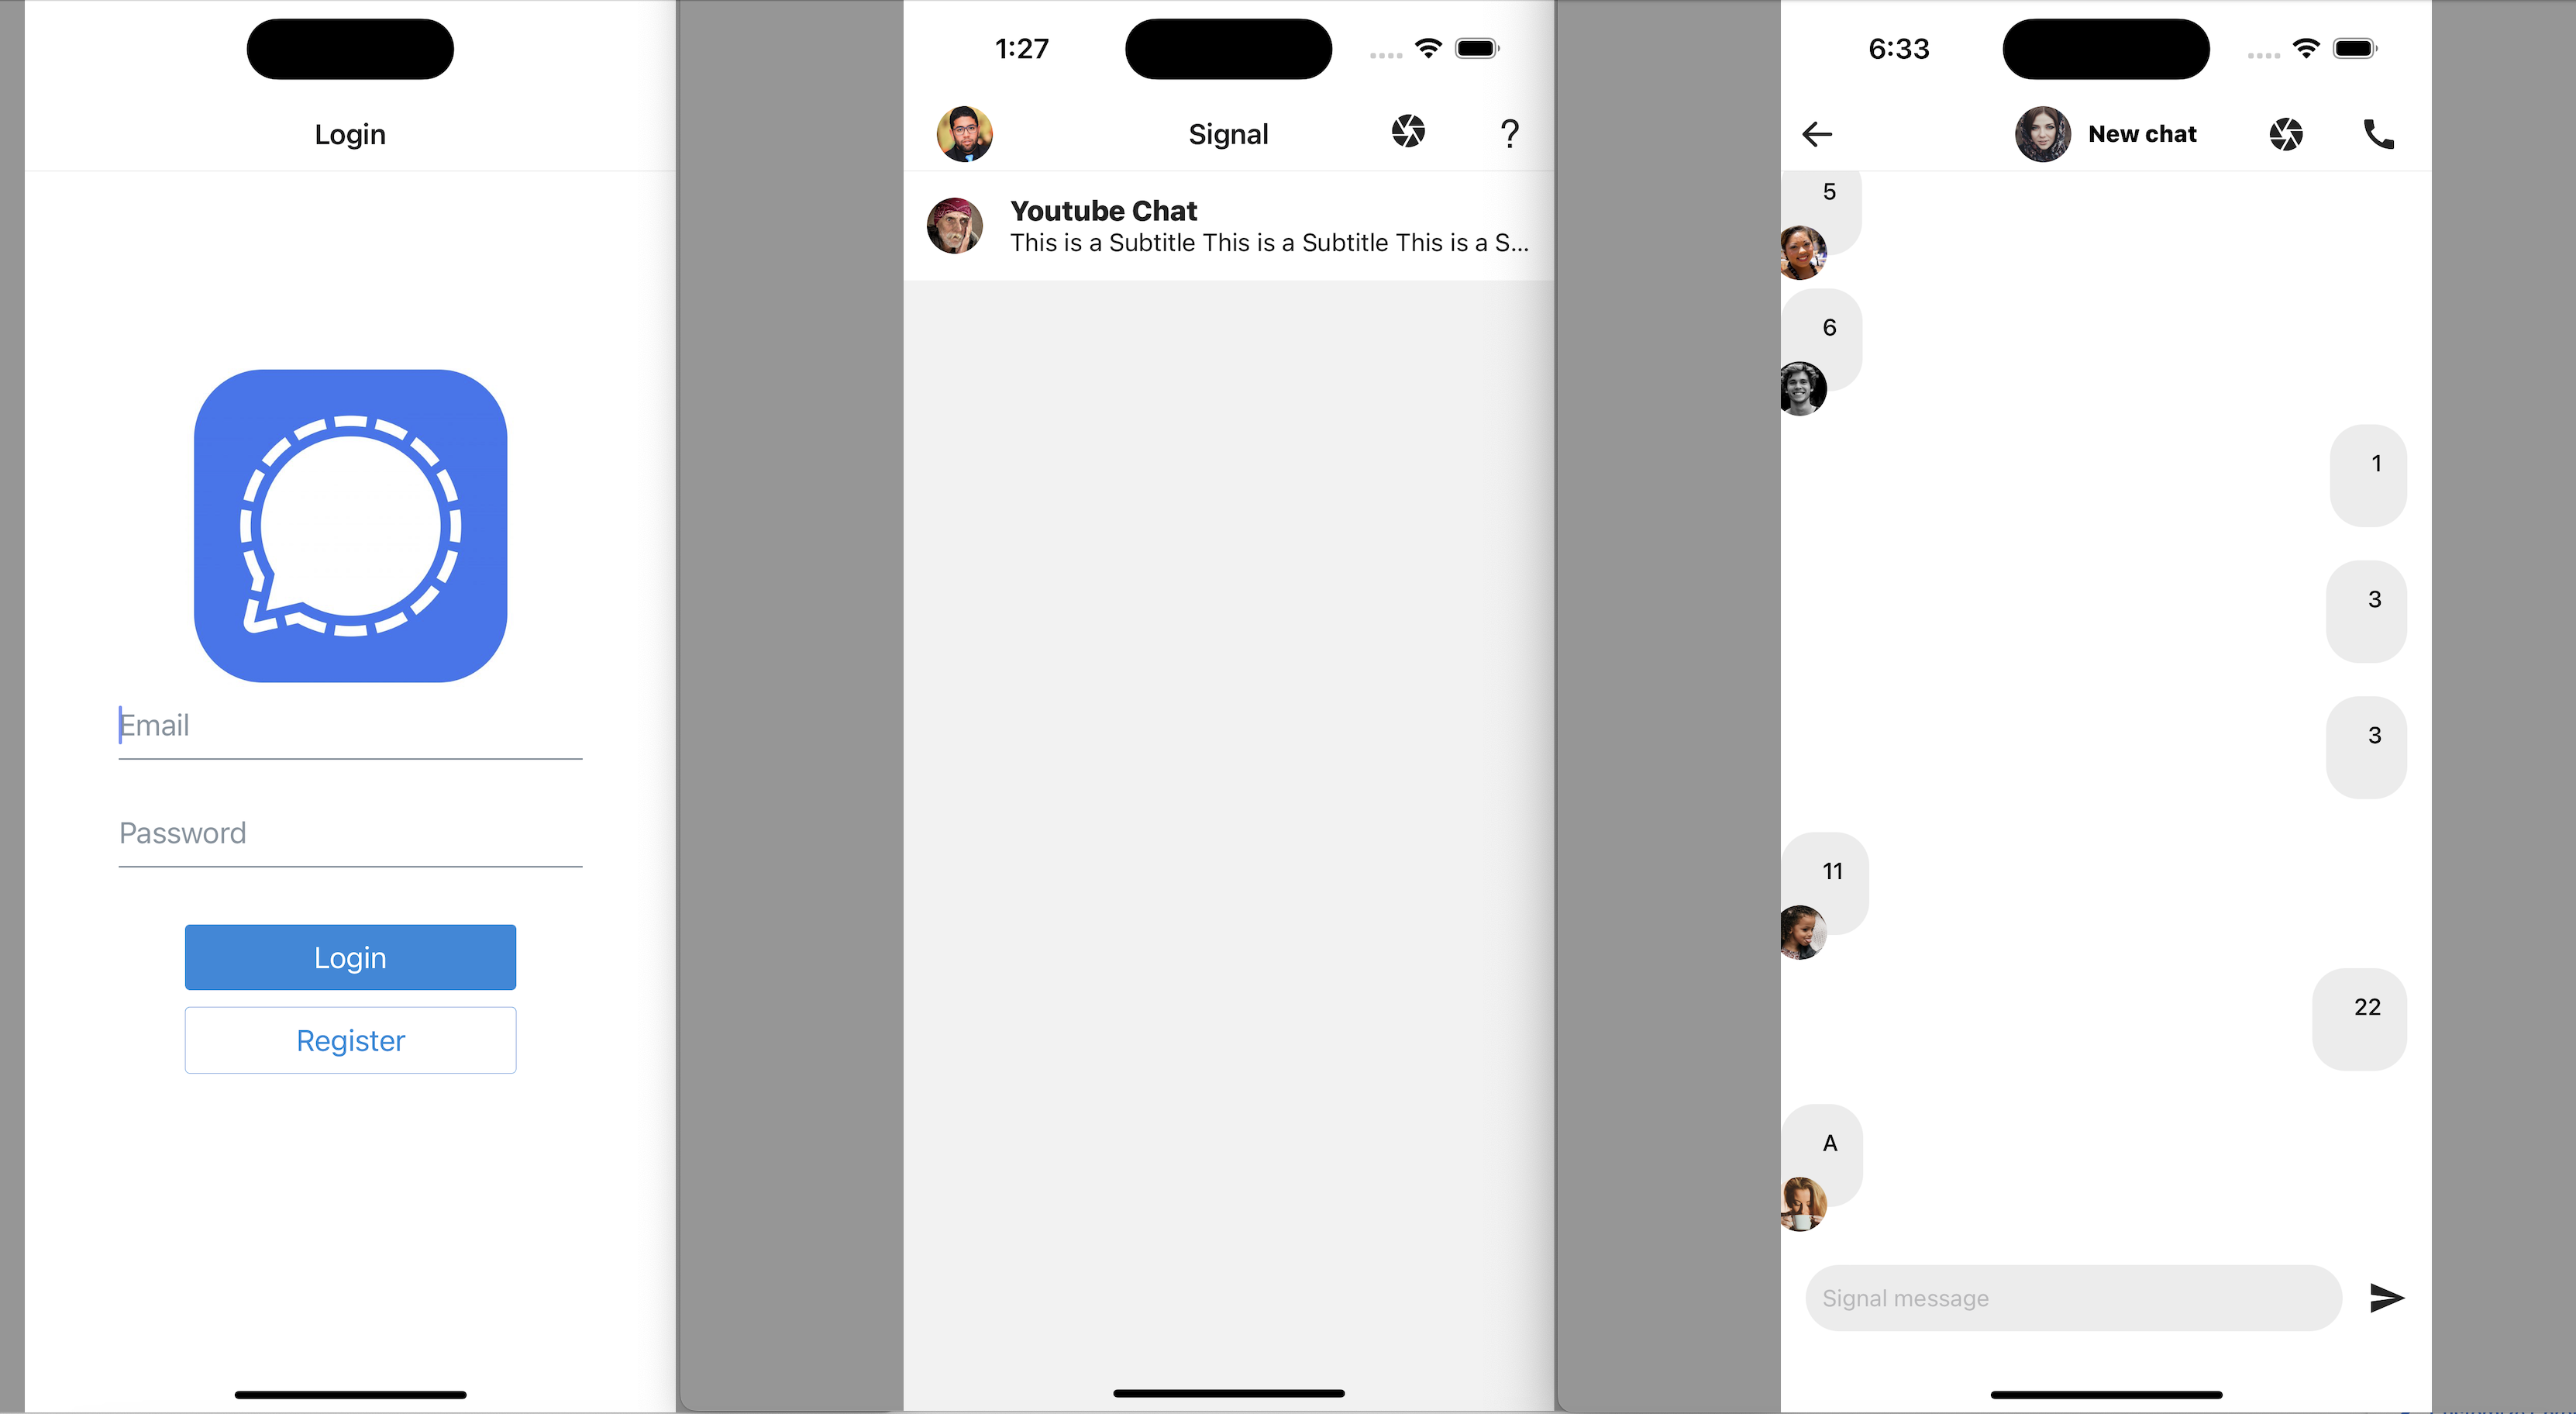 Login
Email
Password
Login
Register
1:27
Signal
?
Youtube Chat
This is a Subtitle This is a Subtitle This is a S...
6:33
New chat
5
6
1
3
3
11
22
A
Signal message